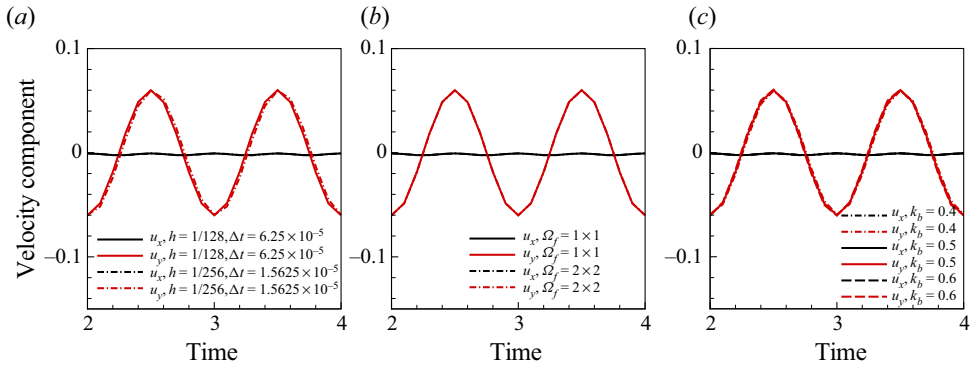 (a)
(b)
(c)
Velocity component
0.1
0
−0.1
u_x, h = 1/128, Δt = 6.25 × 10⁻⁵
u_y, h = 1/128, Δt = 6.25 × 10⁻⁵
u_x, h = 1/256, Δt = 1.5625 × 10⁻⁵
u_y, h = 1/256, Δt = 1.5625 × 10⁻⁵
2
3
4
Time
0.1
0
−0.1
u_x, Ω_f = 1 × 1
u_y, Ω_f = 1 × 1
u_x, Ω_f = 2 × 2
u_y, Ω_f = 2 × 2
2
3
4
Time
0.1
0
−0.1
u_x, k_b = 0.4
u_y, k_b = 0.4
u_x, k_b = 0.5
u_y, k_b = 0.5
u_x, k_b = 0.6
u_y, k_b = 0.6
2
3
4
Time